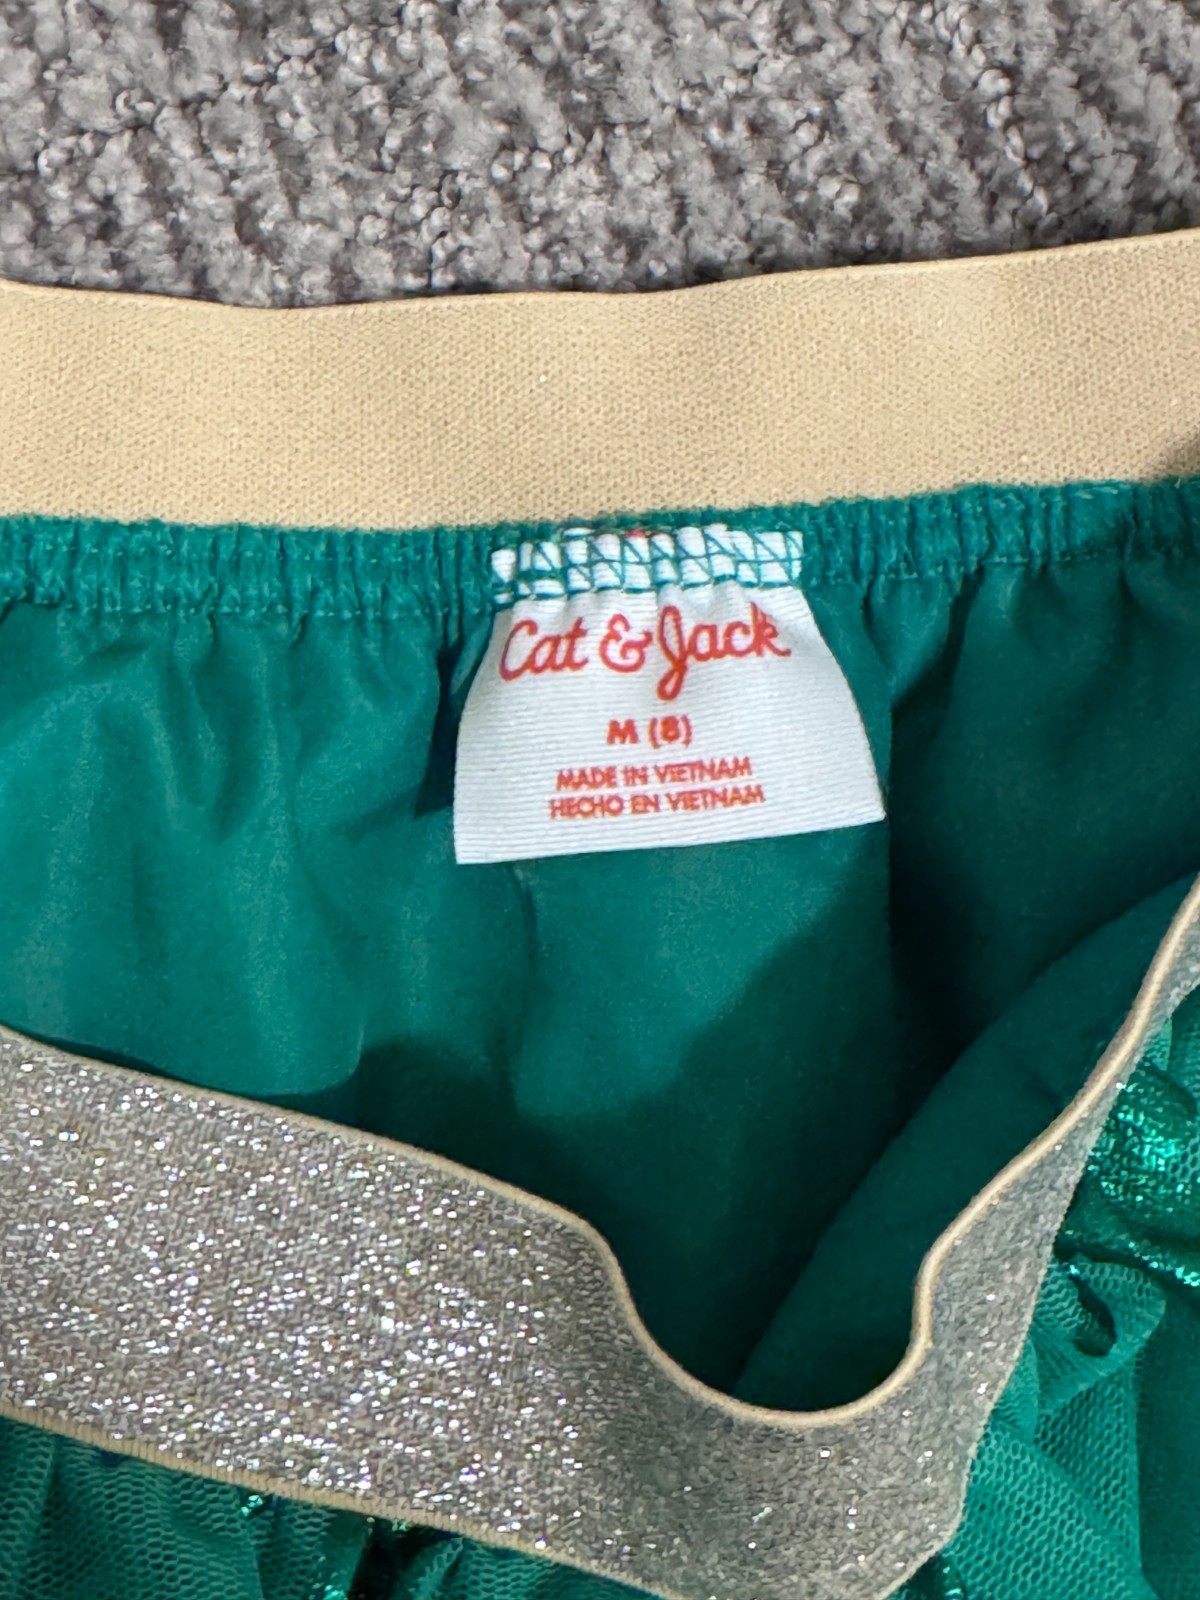 Cat & Jack
M (8)
MADE IN VIETNAM
HECHO EN VIETNAM